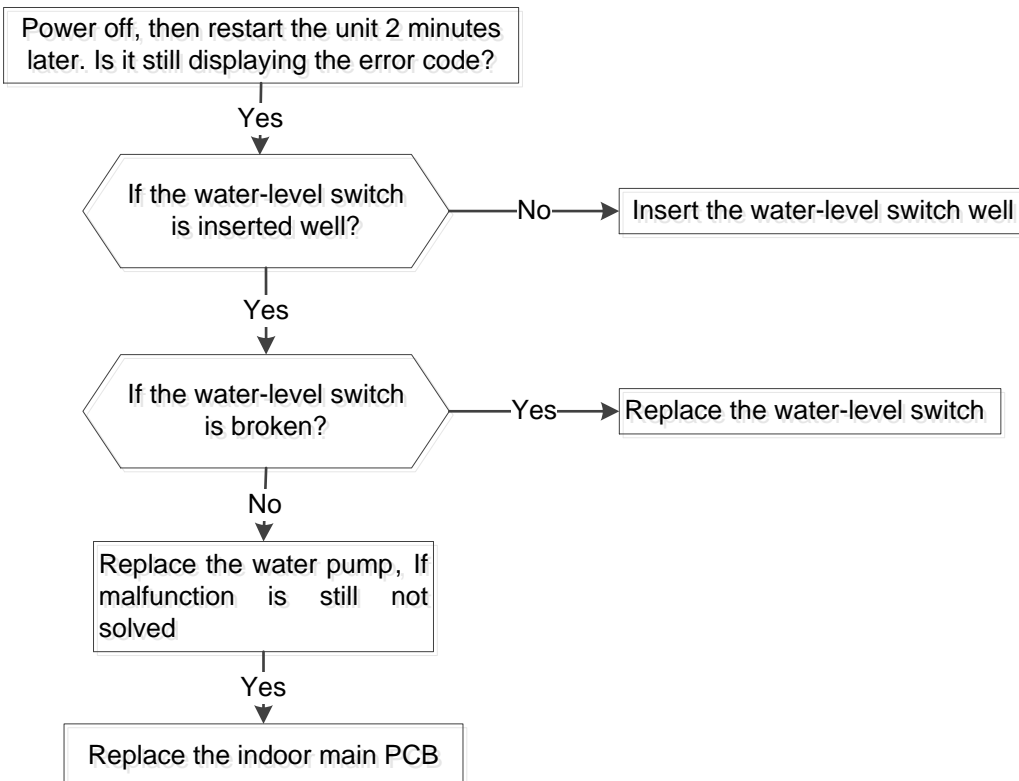 Power off, then restart the unit 2 minutes
later. Is it still displaying the error code?
Yes
If the water-level switch
is inserted well?
No
Insert the water-level switch well
Yes
If the water-level switch
is broken?
Yes
Replace the water-level switch
No
Replace the water pump, If
malfunction is still not
solved
Yes
Replace the indoor main PCB